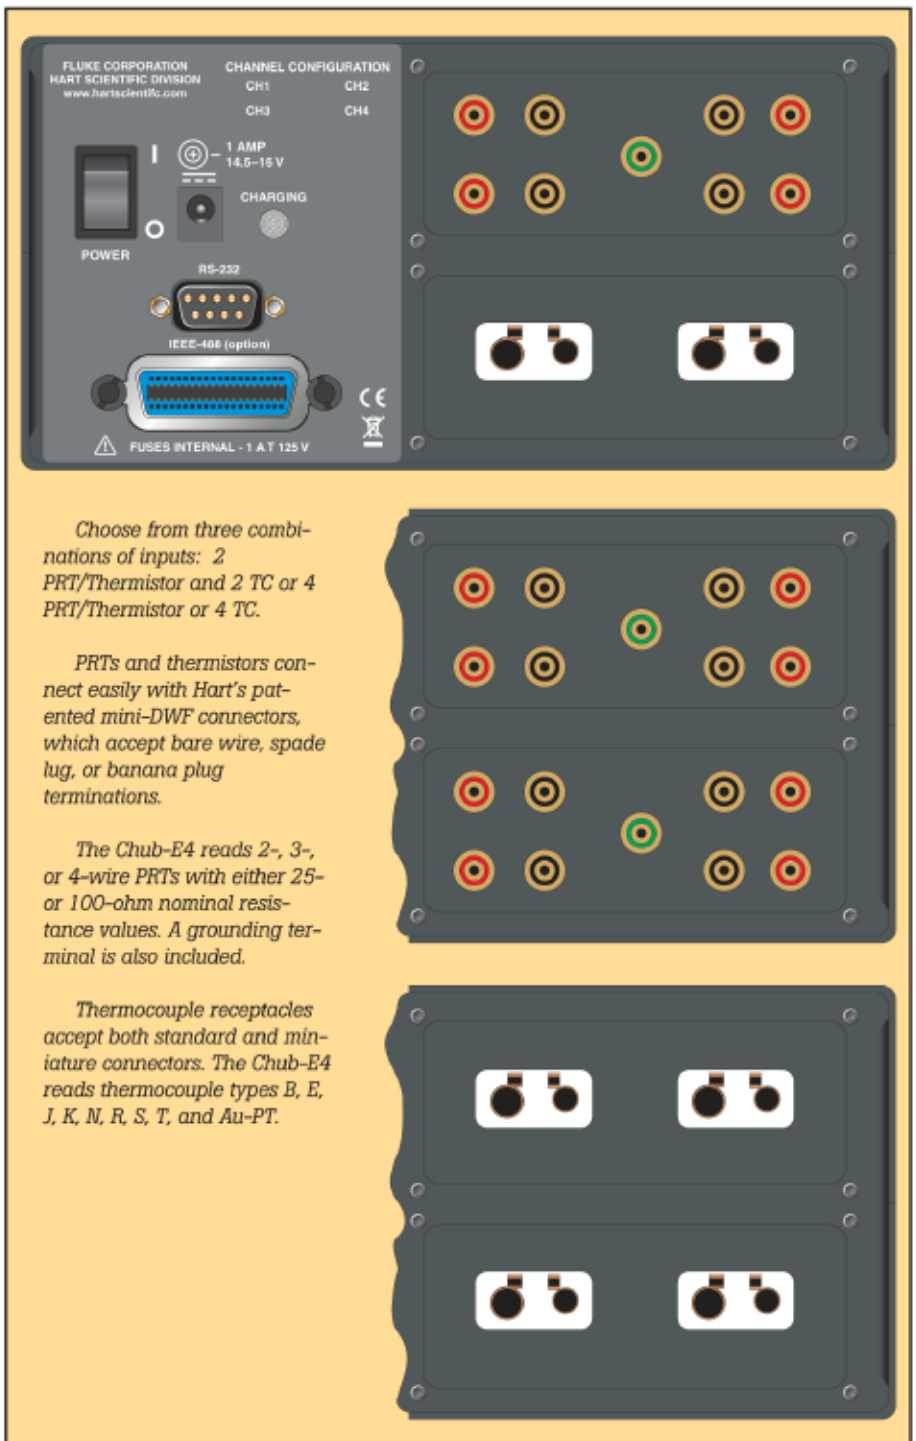 FLUKE CORPORATION
HART SCIENTIFIC DIVISION
www.hartscientifc.com
CHANNEL CONFIGURATION
CH1 CH2
CH3 CH4
1 AMP
14.5–16 V
CHARGING
POWER
RS-232
IEEE-488 (option)
CE
FUSES INTERNAL - 1 A T 125 V
Choose from three combi-
nations of inputs: 2
PRT/Thermistor and 2 TC or 4
PRT/Thermistor or 4 TC.
PRTs and thermistors con-
nect easily with Hart's pat-
ented mini-DWF connectors,
which accept bare wire, spade
lug, or banana plug
terminations.
The Chub-E4 reads 2-, 3-,
or 4-wire PRTs with either 25-
or 100-ohm nominal resis-
tance values. A grounding ter-
minal is also included.
Thermocouple receptacles
accept both standard and min-
iature connectors. The Chub-E4
reads thermocouple types B, E,
J, K, N, R, S, T, and Au-PT.